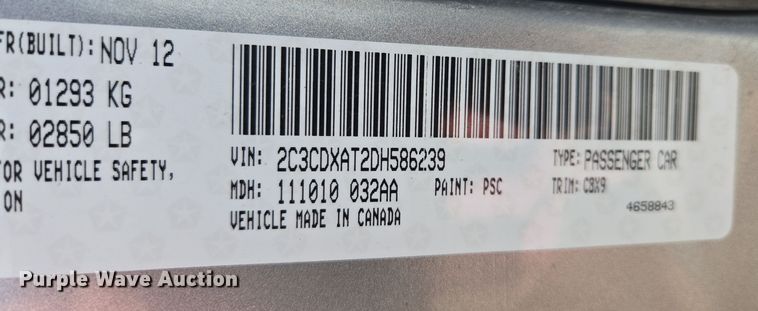 FR(BUILT): NOV 12
R: 01293 KG
R: 02850 LB
OR VEHICLE SAFETY,
ON
VIN: 2C3CDXAT2DH586239 TYPE: PASSENGER CAR
MDH: 111010 032AA PAINT: PSC TRIM: CBX9
VEHICLE MADE IN CANADA 4658843
Purple Wave Auction